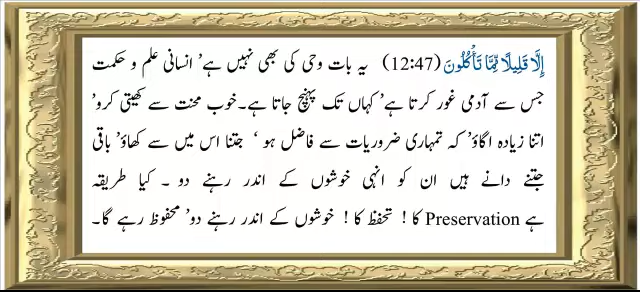 اِلَّا قَلِيْلًا مِّمَّا تَاْكُلُوْنَ (12:47) یہ بات وحی کی بھی نہیں ہے’ انسانی علم و حکمت
جس سے آدمی غور کرتا ہے’ کہاں تک پہنچ جاتا ہے۔خوب محنت سے کھیتی کرو’
اتنا زیادہ اگاؤ’ کہ تمہاری ضروریات سے فاضل ہو ‘ جتنا اس میں سے کھاؤ’ باقی
جتنے دانے ہیں ان کو انہی خوشوں کے اندر رہنے دو ۔ کیا طریقہ
ہے Preservation کا ! تحفظ کا ! خوشوں کے اندر رہنے دو’ محفوظ رہے گا۔